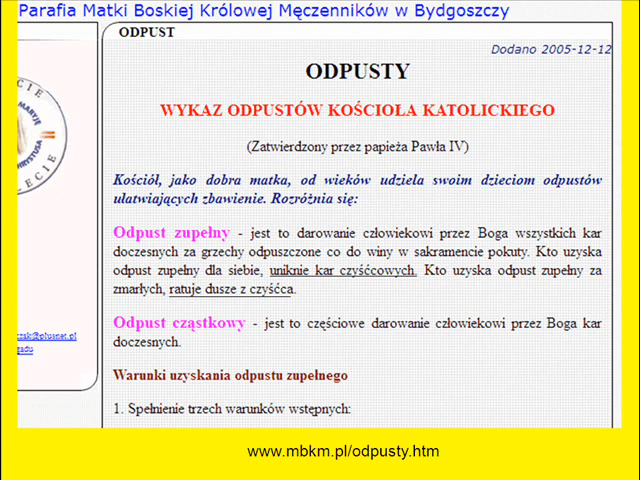 Parafia Matki Boskiej Królowej Męczenników w Bydgoszczy
ODPUST
Dodano 2005-12-12
ODPUSTY
WYKAZ ODPUSTÓW KOŚCIOŁA KATOLICKIEGO
(Zatwierdzony przez papieża Pawła IV)
Kościół, jako dobra matka, od wieków udziela swoim dzieciom odpustów
ułatwiających zbawienie. Rozróżnia się:
Odpust zupełny - jest to darowanie człowiekowi przez Boga wszystkich kar
doczesnych za grzechy odpuszczone co do winy w sakramencie pokuty. Kto uzyska
odpust zupełny dla siebie, uniknie kar czyśćcowych. Kto uzyska odpust zupełny za
zmarłych, ratuje dusze z czyśćca.
Odpust cząstkowy - jest to częściowe darowanie człowiekowi przez Boga kar
doczesnych.
Warunki uzyskania odpustu zupełnego
1. Spełnienie trzech warunków wstępnych:
www.mbkm.pl/odpusty.htm